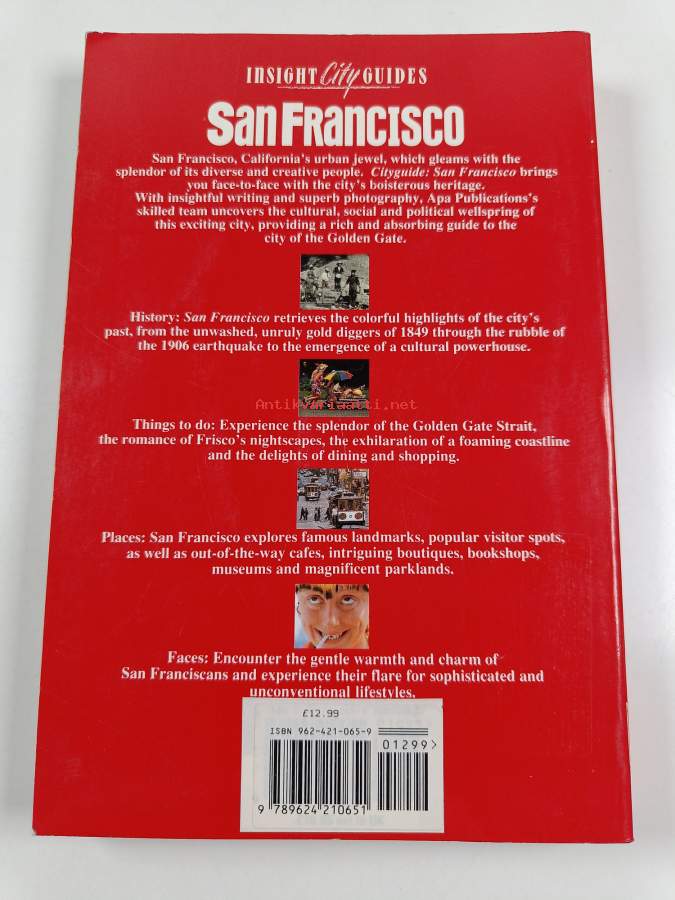 INSIGHT City GUIDES
SAN FRANCISCO
San Francisco, California's urban jewel, which gleams with the
splendor of its diverse and creative people. Cityguide: San Francisco brings
you face-to-face with the city's boisterous heritage.
With insightful writing and superb photography, Apa Publications's
skilled team uncovers the cultural, social and political wellspring of
this exciting city, providing a rich and absorbing guide to the
city of the Golden Gate.
History: San Francisco retrieves the colorful highlights of the city's
past, from the unwashed, unruly gold diggers of 1849 through the rubble of
the 1906 earthquake to the emergence of a cultural powerhouse.
Antikvariaatti.net
Things to do: Experience the splendor of the Golden Gate Strait,
the romance of Frisco's nightscapes, the exhilaration of a foaming coastline
and the delights of dining and shopping.
Places: San Francisco explores famous landmarks, popular visitor spots,
as well as out-of-the-way cafes, intriguing boutiques, bookshops,
museums and magnificent parklands.
Faces: Encounter the gentle warmth and charm of
San Franciscans and experience their flare for sophisticated and
unconventional lifestyles.
£12.99
ISBN 962-421-065-9
01299>
9 789624 210651